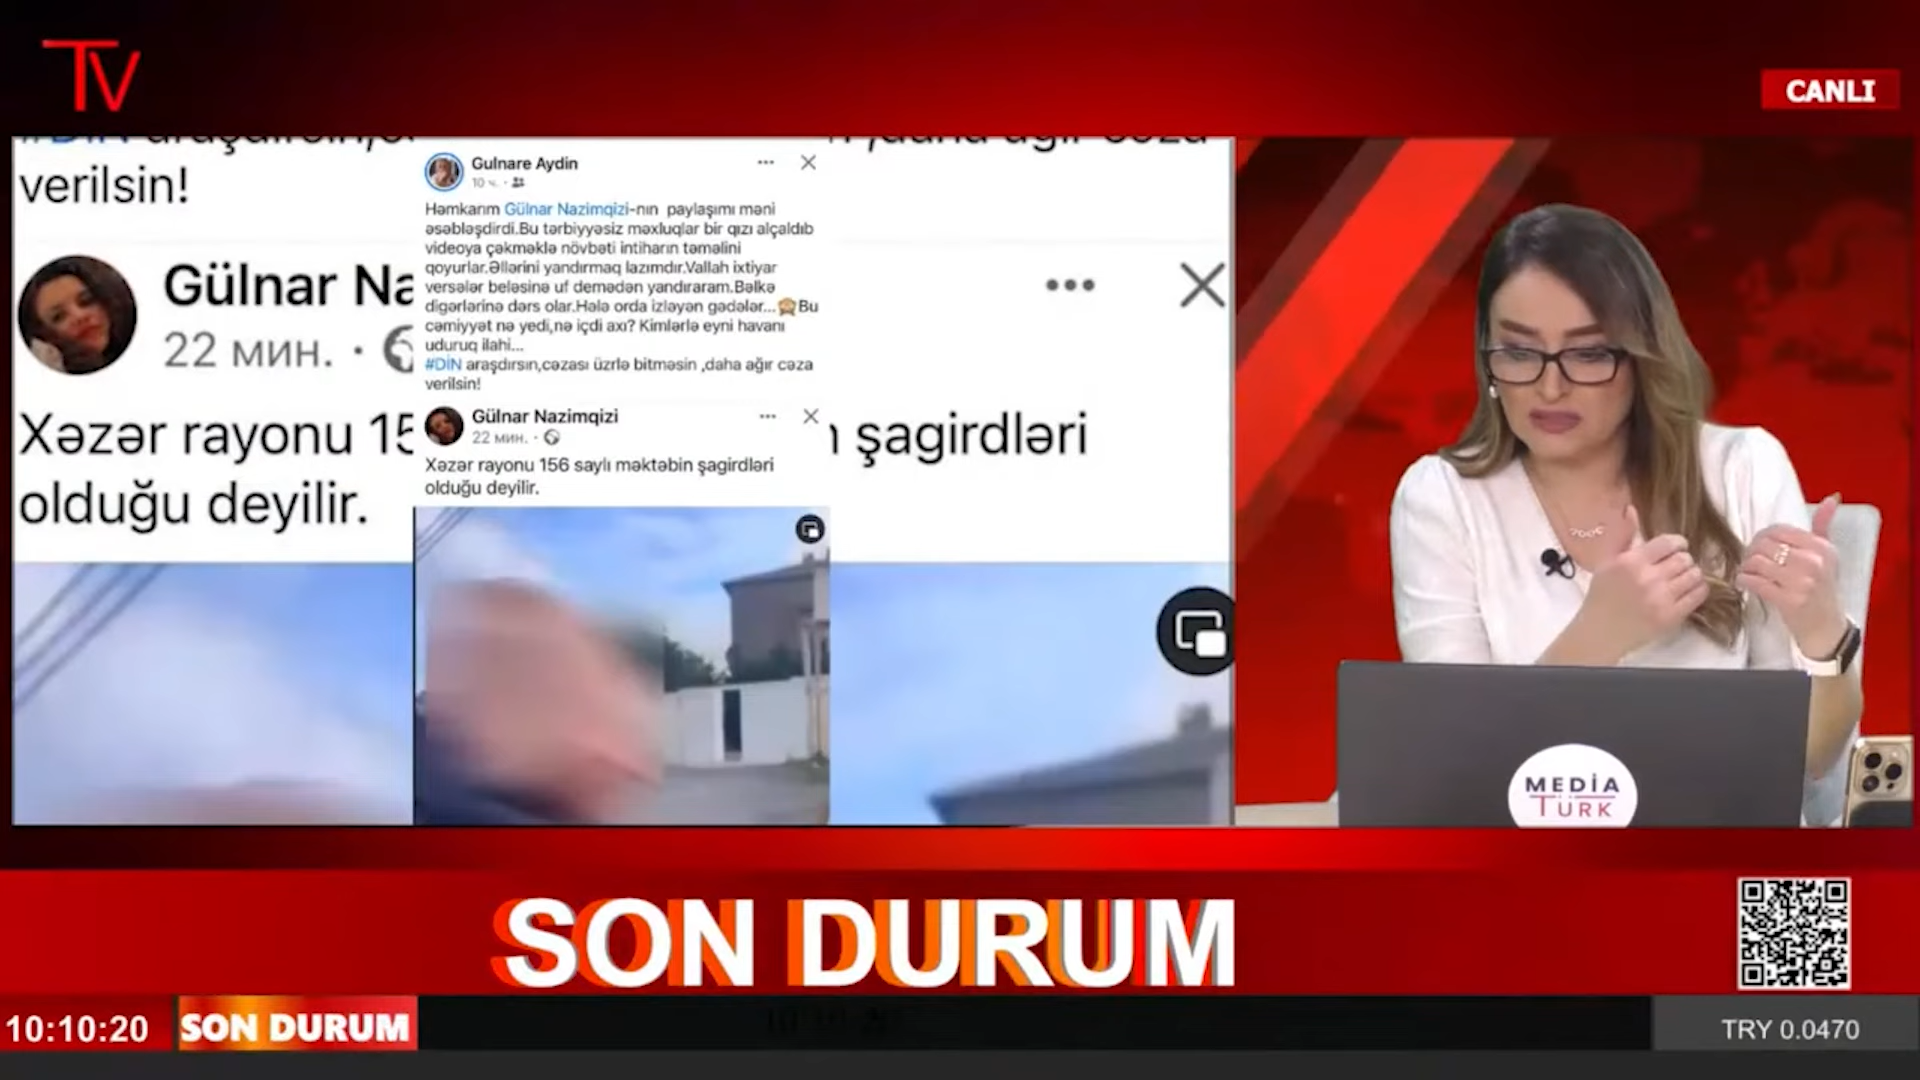 TV
CANLI
verilsin!
Gülnar Na
22 мин. ·
Xəzər rayonu 15
n şagirdləri
olduğu deyilir.
Gulnare Aydin
10 ч. ·
Həmkarım Gülnar Nazimqizi-nın paylaşımı məni
əsəbləşdirdi.Bu tərbiyyəsiz məxluqlar bir qızı alçaldıb
videoya çəkməklə növbəti intiharın təməlini
qoyurlar.Əllərini yandırmaq lazımdır.Vallah ixtiyar
versələr beləsinə uf demədən yandıraram.Bəlkə
digərlərinə dərs olar.Hələ orda izləyən gədələr...🙈Bu
cəmiyyət nə yedi,nə içdi axı? Kimlərlə eyni havanı
uduruq ilahi...
#DİN araşdırsın,cəzası üzrlə bitməsin ,daha ağır cəza
verilsin!
Gülnar Nazimqizi
22 мин. ·
Xəzər rayonu 156 saylı məktəbin şagirdləri
olduğu deyilir.
MEDİA
TÜRK
SON DURUM
10:10:20
SON DURUM
TRY 0.0470